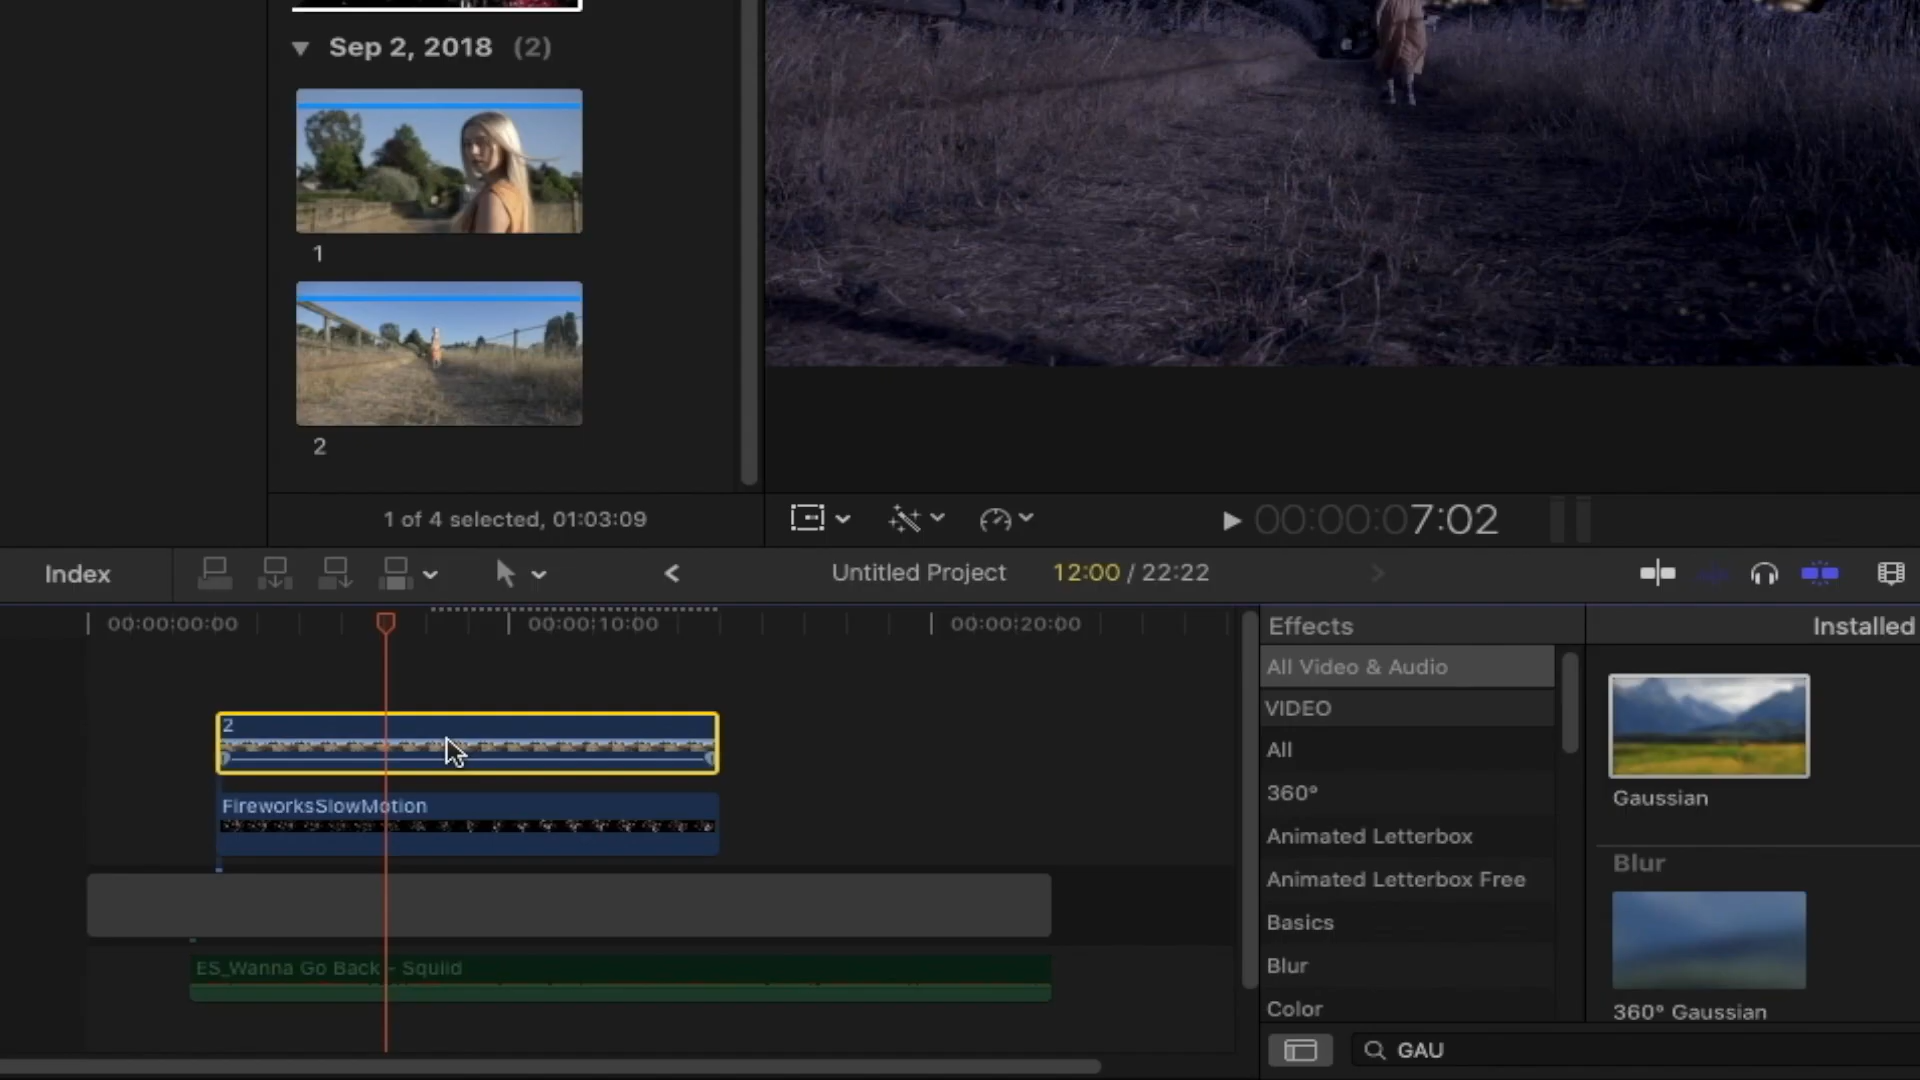 Sep 2, 2018 (2)
1
2
1 of 4 selected, 01:03:09
00:00:07:02
Index
Untitled Project 12:00 / 22:22
00:00:00:00
00:00:10:00
00:00:20:00
2
FireworksSlowMotion
ES_Wanna Go Back - Squiid
Effects
Installed
All Video & Audio
VIDEO
All
360°
Animated Letterbox
Animated Letterbox Free
Basics
Blur
Color
Gaussian
Blur
360° Gaussian
GAU